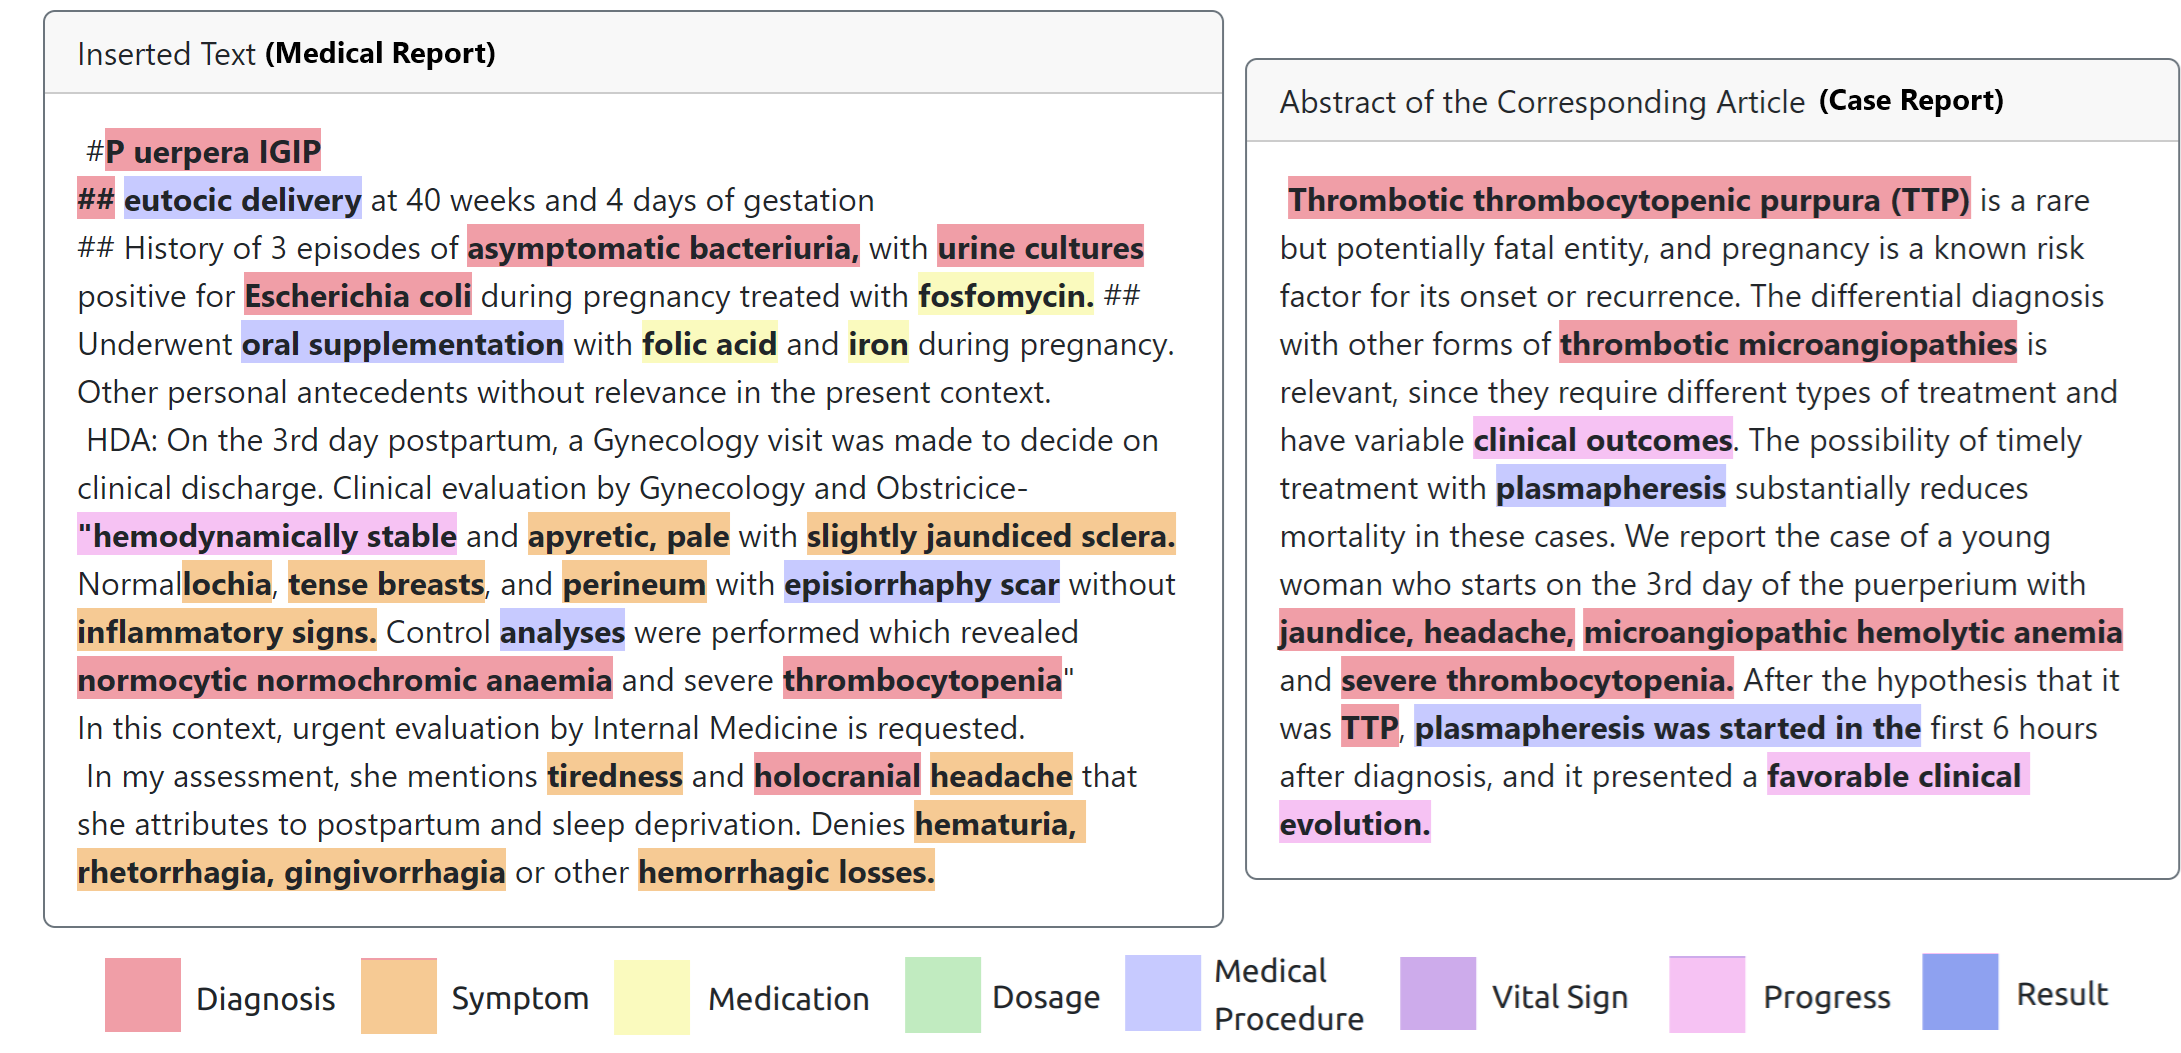 Inserted Text (Medical Report)
#P uerpera IGIP
## eutocic delivery at 40 weeks and 4 days of gestation
## History of 3 episodes of asymptomatic bacteriuria, with urine cultures
positive for Escherichia coli during pregnancy treated with fosfomycin. ##
Underwent oral supplementation with folic acid and iron during pregnancy.
Other personal antecedents without relevance in the present context.
HDA: On the 3rd day postpartum, a Gynecology visit was made to decide on
clinical discharge. Clinical evaluation by Gynecology and Obstricice-
"hemodynamically stable and apyretic, pale with slightly jaundiced sclera.
Normallochia, tense breasts, and perineum with episiorrhaphy scar without
inflammatory signs. Control analyses were performed which revealed
normocytic normochromic anaemia and severe thrombocytopenia"
In this context, urgent evaluation by Internal Medicine is requested.
In my assessment, she mentions tiredness and holocranial headache that
she attributes to postpartum and sleep deprivation. Denies hematuria,
rhetorrhagia, gingivorrhagia or other hemorrhagic losses.
Abstract of the Corresponding Article (Case Report)
Thrombotic thrombocytopenic purpura (TTP) is a rare
but potentially fatal entity, and pregnancy is a known risk
factor for its onset or recurrence. The differential diagnosis
with other forms of thrombotic microangiopathies is
relevant, since they require different types of treatment and
have variable clinical outcomes. The possibility of timely
treatment with plasmapheresis substantially reduces
mortality in these cases. We report the case of a young
woman who starts on the 3rd day of the puerperium with
jaundice, headache, microangiopathic hemolytic anemia
and severe thrombocytopenia. After the hypothesis that it
was TTP, plasmapheresis was started in the first 6 hours
after diagnosis, and it presented a favorable clinical
evolution.
Diagnosis
Symptom
Medication
Dosage
Medical
Procedure
Vital Sign
Progress
Result